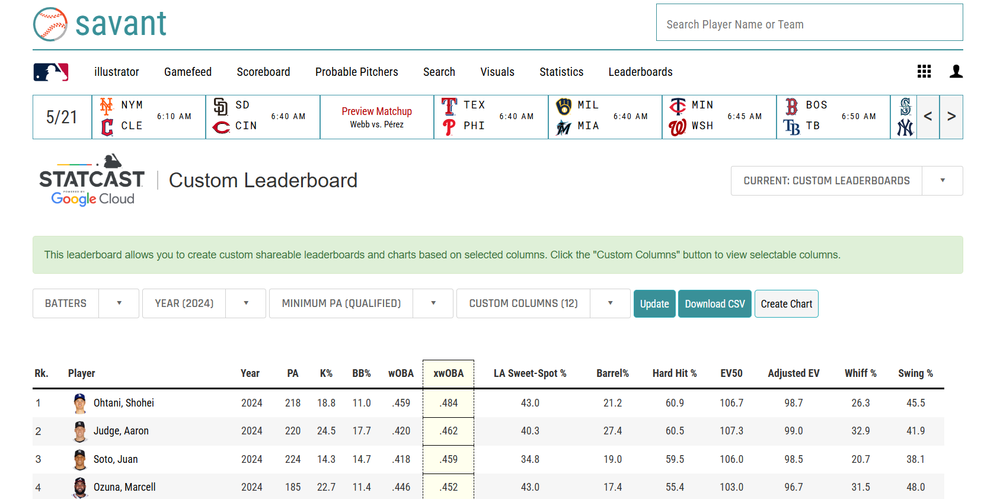 savant
Search Player Name or Team
illustrator Gamefeed Scoreboard Probable Pitchers Search Visuals Statistics Leaderboards
5/21
NYM
CLE
6:10 AM
SD
CIN
6:40 AM
Preview Matchup
Webb vs. Pérez
TEX
PHI
6:40 AM
MIL
MIA
6:40 AM
MIN
WSH
6:45 AM
BOS
TB
6:50 AM
< >
STATCAST
POWERED BY
Google Cloud
Custom Leaderboard
CURRENT: CUSTOM LEADERBOARDS
This leaderboard allows you to create custom shareable leaderboards and charts based on selected columns. Click the "Custom Columns" button to view selectable columns.
BATTERS YEAR (2024) MINIMUM PA (QUALIFIED) CUSTOM COLUMNS (12) Update Download CSV Create Chart
Rk. Player Year PA K% BB% wOBA xwOBA LA Sweet-Spot % Barrel% Hard Hit % EV50 Adjusted EV Whiff % Swing %
1 Ohtani, Shohei 2024 218 18.8 11.0 .459 .484 43.0 21.2 60.9 106.7 98.7 26.3 45.5
2 Judge, Aaron 2024 220 24.5 17.7 .420 .462 40.3 27.4 60.5 107.3 99.0 32.9 41.9
3 Soto, Juan 2024 224 14.3 14.7 .418 .459 34.8 19.0 59.5 106.0 98.5 20.7 38.1
4 Ozuna, Marcell 2024 185 22.7 11.4 .446 .452 43.0 17.4 55.4 103.0 96.7 31.5 48.0